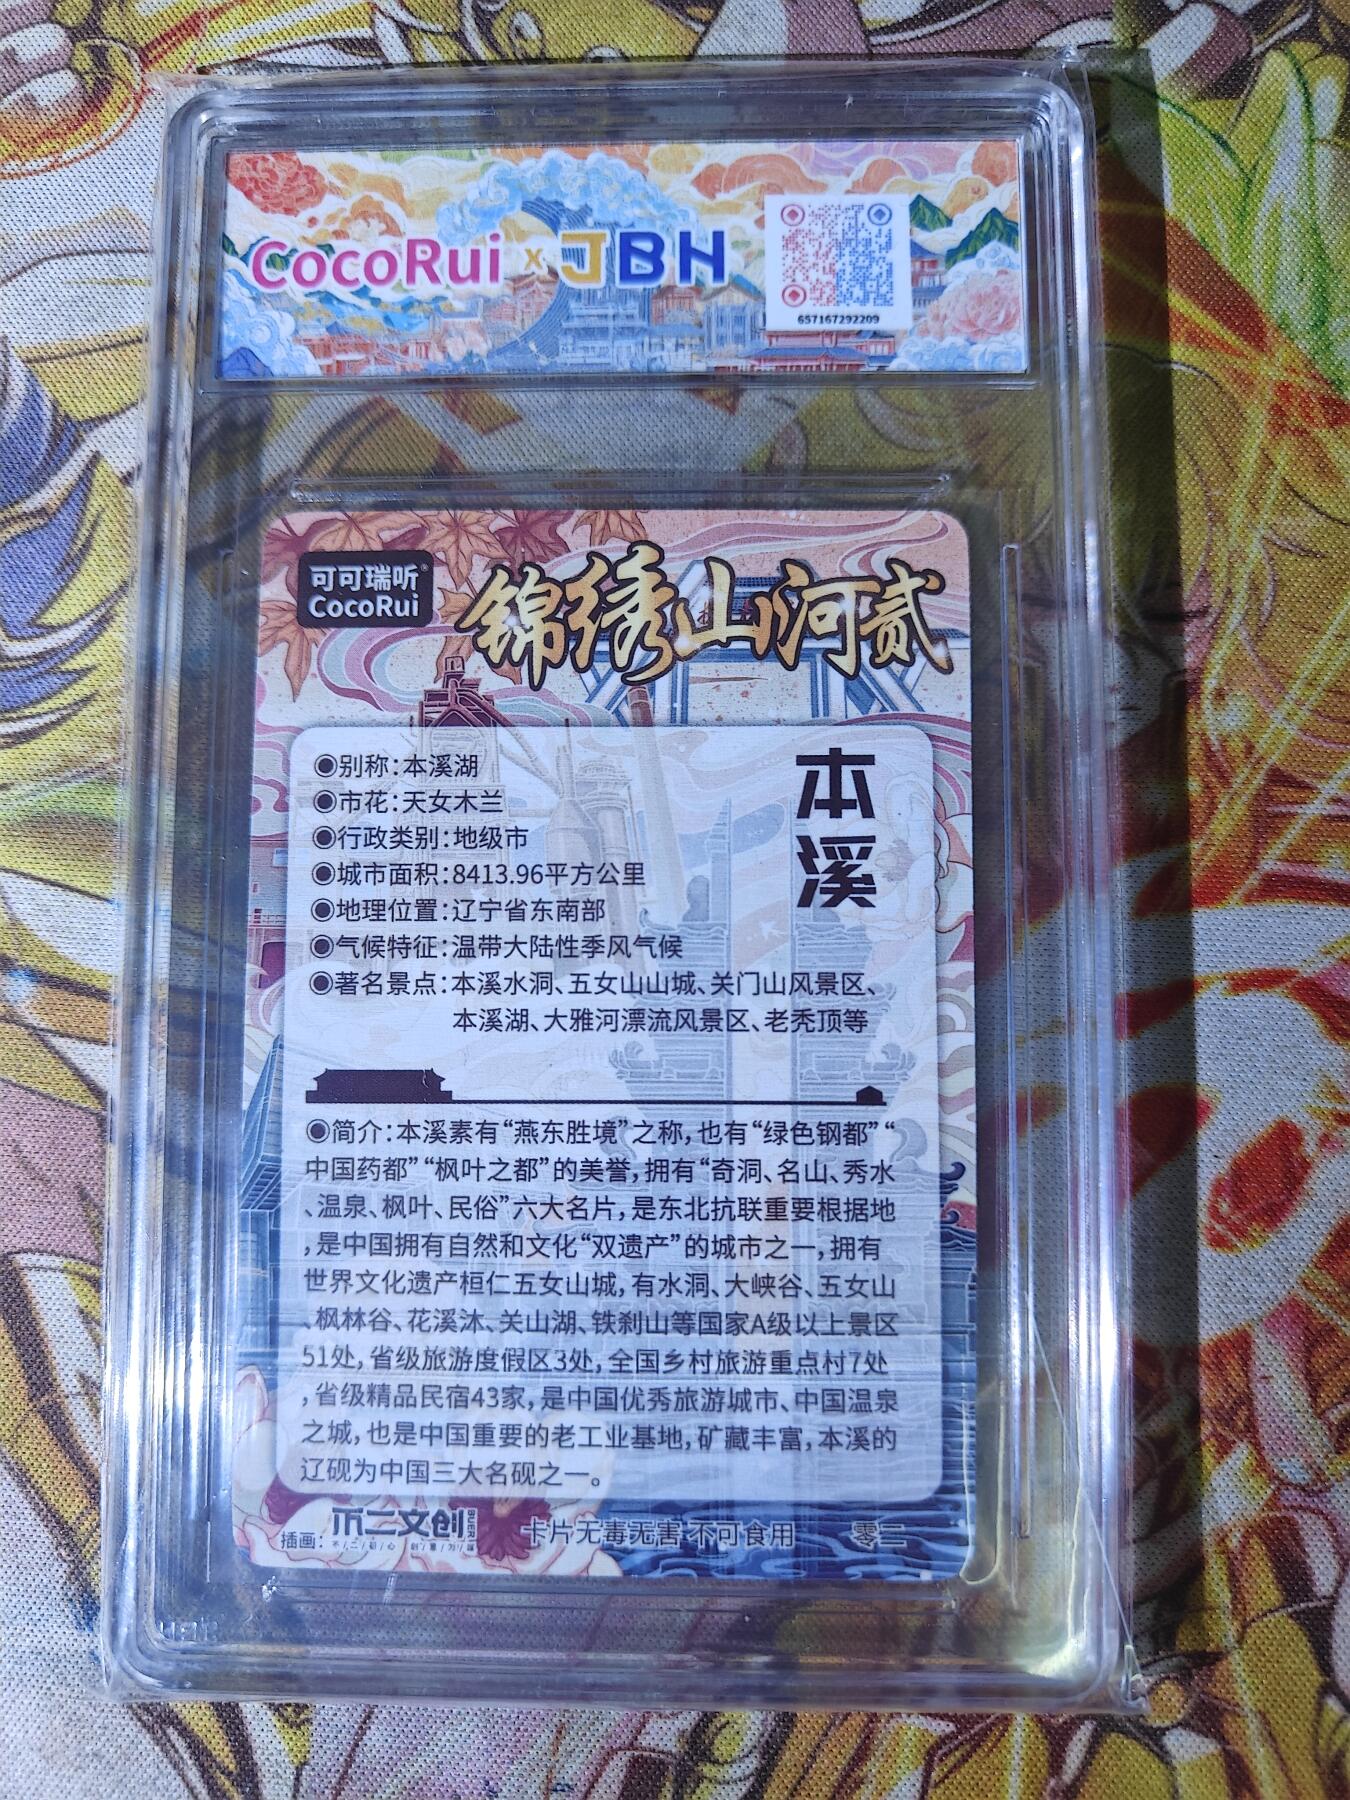 CocoRui x JBH
657167292209
可可瑞听®
CocoRui
锦绣山河贰
本溪
◉别称：本溪湖
◉市花：天女木兰
◉行政类别：地级市
◉城市面积：8413.96平方公里
◉地理位置：辽宁省东南部
◉气候特征：温带大陆性季风气候
◉著名景点：本溪水洞、五女山山城、关门山风景区、
本溪湖、大雅河漂流风景区、老秃顶等
◉简介：本溪素有“燕东胜境”之称，也有“绿色钢都”“
中国药都”“枫叶之都”的美誉，拥有“奇洞、名山、秀水
、温泉、枫叶、民俗”六大名片，是东北抗联重要根据地
，是中国拥有自然和文化“双遗产”的城市之一，拥有
世界文化遗产桓仁五女山城，有水洞、大峡谷、五女山
、枫林谷、花溪沐、关山湖、铁刹山等国家A级以上景区
51处，省级旅游度假区3处，全国乡村旅游重点村7处
，省级精品民宿43家，是中国优秀旅游城市、中国温泉
之城，也是中国重要的老工业基地，矿藏丰富，本溪的
辽砚为中国三大名砚之一。
插画：不二文创
卡片无毒无害 不可食用 零二